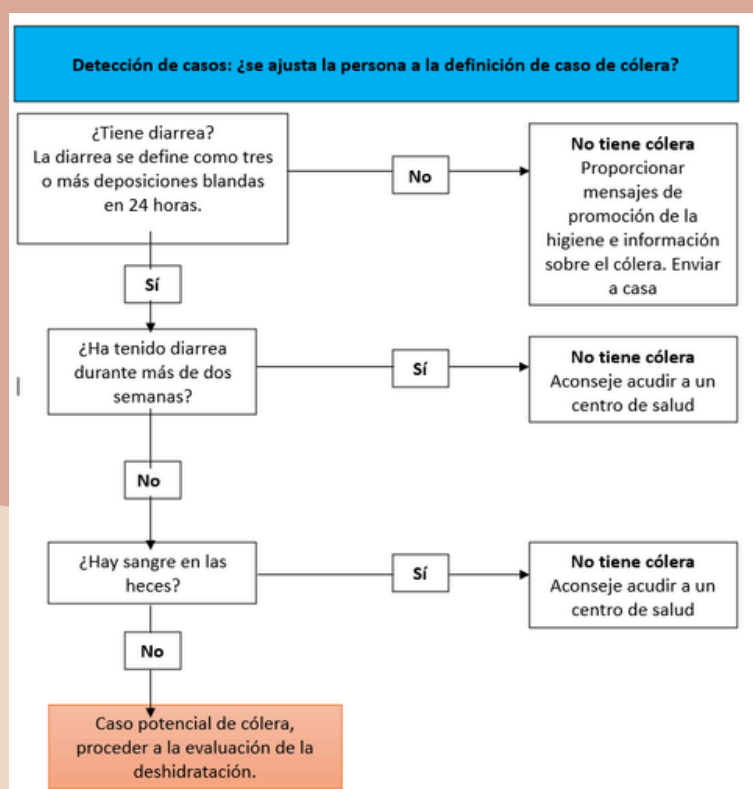 Detección de casos: ¿se ajusta la persona a la definición de caso de cólera?
¿Tiene diarrea?
La diarrea se define como tres
o más deposiciones blandas
en 24 horas.
No
No tiene cólera
Proporcionar
mensajes de
promoción de la
higiene e información
sobre el cólera. Enviar
a casa
Sí
¿Ha tenido diarrea
durante más de dos
semanas?
Sí
No tiene cólera
Aconseje acudir a un
centro de salud
No
¿Hay sangre en las
heces?
Sí
No tiene cólera
Aconseje acudir a un
centro de salud
No
Caso potencial de cólera,
proceder a la evaluación de la
deshidratación.